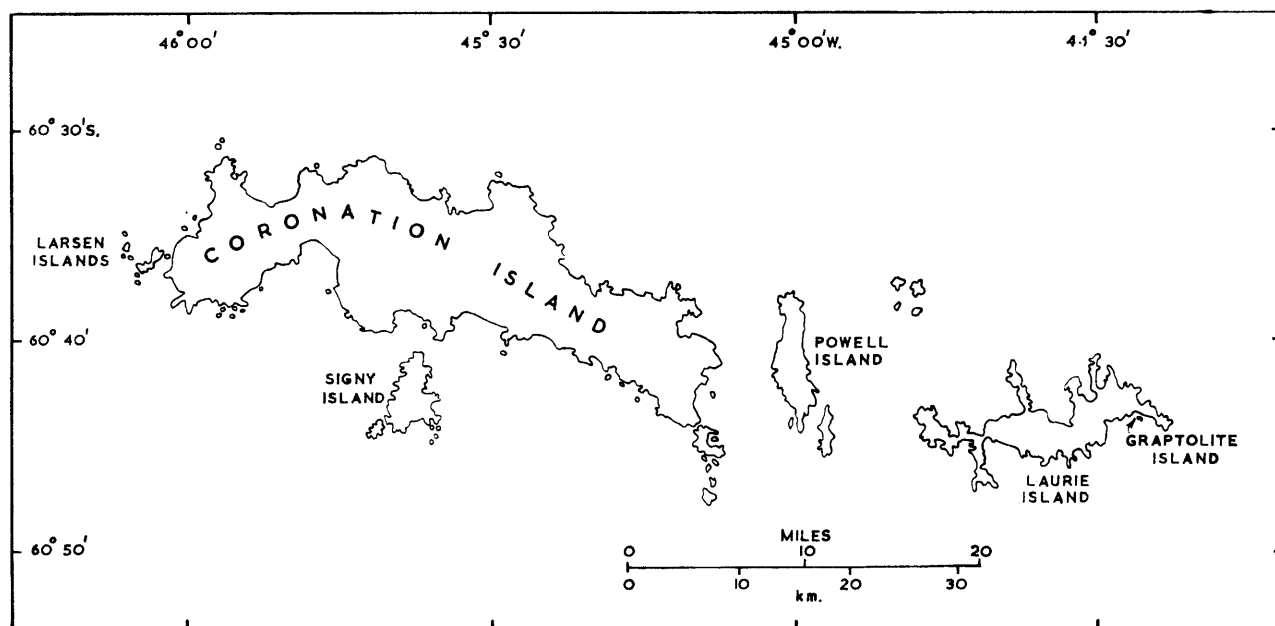 46° 00'
45° 30'
45° 00'W.
41° 30'
60° 30'S.
CORONATION ISLAND
LARSEN
ISLANDS
60° 40'
POWELL
ISLAND
SIGNY
ISLAND
GRAPTOLITE
ISLAND
LAURIE
ISLAND
60° 50'
MILES
0 10 20
0 10 20 30
km.